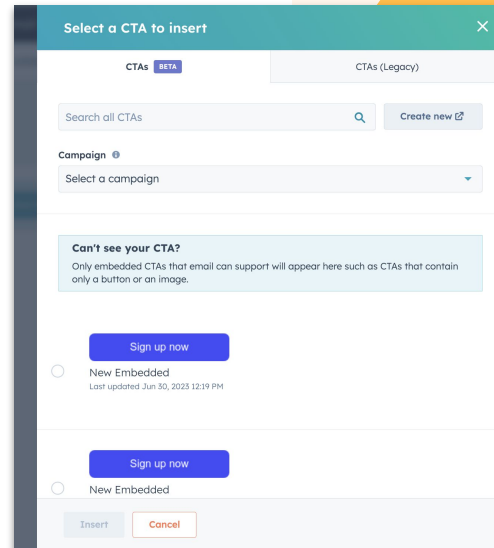 Select a CTA to insert
CTAs BETA
CTAs (Legacy)
Search all CTAs
Create new
Campaign
Select a campaign
Can't see your CTA?
Only embedded CTAs that email can support will appear here such as CTAs that contain
only a button or an image.
Sign up now
New Embedded
Last updated Jun 30, 2023 12:19 PM
Sign up now
New Embedded
Insert
Cancel